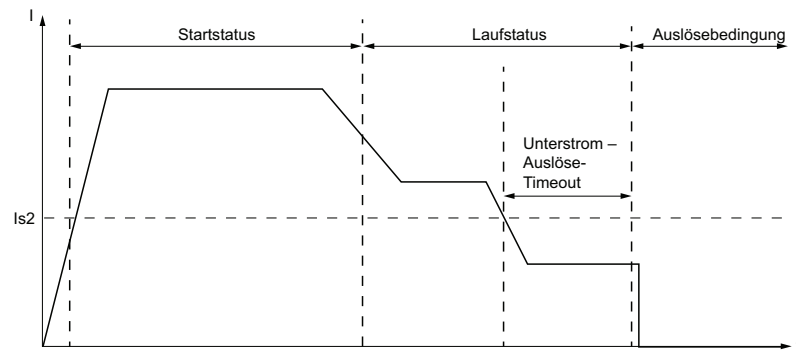 I
Startstatus
Laufstatus
Auslösebedingung
Unterstrom –
Auslöse-
Timeout
Is2